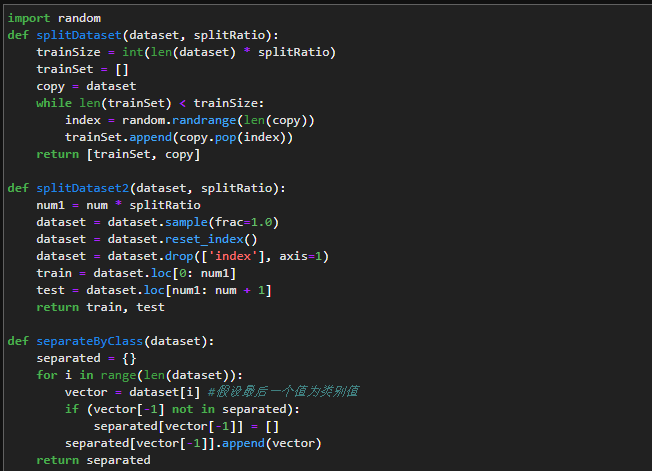 import random
def splitDataset(dataset, splitRatio):
    trainSize = int(len(dataset) * splitRatio)
    trainSet = []
    copy = dataset
    while len(trainSet) < trainSize:
        index = random.randrange(len(copy))
        trainSet.append(copy.pop(index))
    return [trainSet, copy]

def splitDataset2(dataset, splitRatio):
    num1 = num * splitRatio
    dataset = dataset.sample(frac=1.0)
    dataset = dataset.reset_index()
    dataset = dataset.drop(['index'], axis=1)
    train = dataset.loc[0: num1]
    test = dataset.loc[num1: num + 1]
    return train, test

def separateByClass(dataset):
    separated = {}
    for i in range(len(dataset)):
        vector = dataset[i] #假设最后一个值为类别值
        if (vector[-1] not in separated):
            separated[vector[-1]] = []
        separated[vector[-1]].append(vector)
    return separated